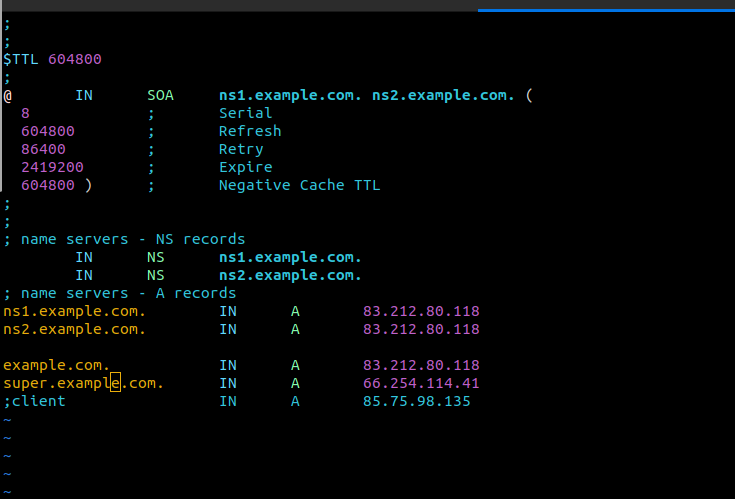 ;
;
$TTL 604800
;
@ IN SOA ns1.example.com. ns2.example.com. (
8 ; Serial
604800 ; Refresh
86400 ; Retry
2419200 ; Expire
604800 ) ; Negative Cache TTL
;
;
; name servers - NS records
IN NS ns1.example.com.
IN NS ns2.example.com.
; name servers - A records
ns1.example.com. IN A 83.212.80.118
ns2.example.com. IN A 83.212.80.118
example.com. IN A 83.212.80.118
super.example.com. IN A 66.254.114.41
;client IN A 85.75.98.135
~
~
~
~
~